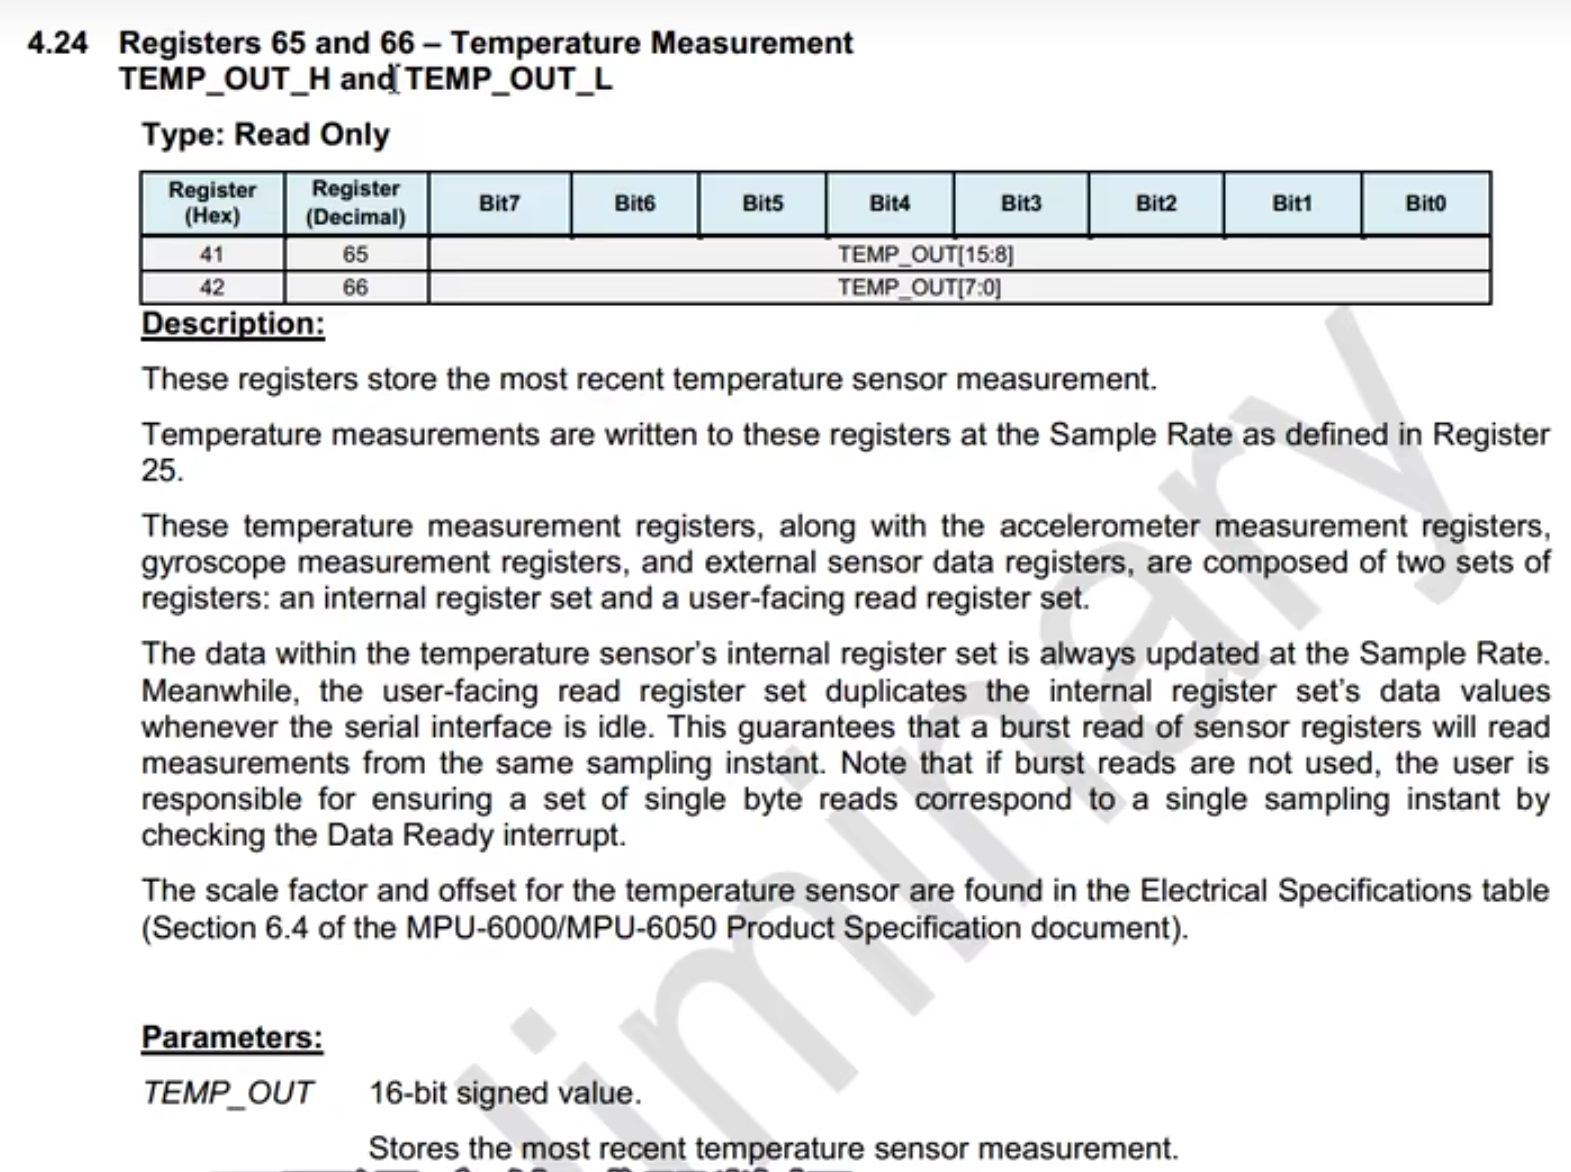 4.24 Registers 65 and 66 – Temperature Measurement
TEMP_OUT_H and TEMP_OUT_L
Type: Read Only
Register (Hex) Register (Decimal) Bit7 Bit6 Bit5 Bit4 Bit3 Bit2 Bit1 Bit0
41 65 TEMP_OUT[15:8]
42 66 TEMP_OUT[7:0]
Description:
These registers store the most recent temperature sensor measurement.
Temperature measurements are written to these registers at the Sample Rate as defined in Register
25.
These temperature measurement registers, along with the accelerometer measurement registers,
gyroscope measurement registers, and external sensor data registers, are composed of two sets of
registers: an internal register set and a user-facing read register set.
The data within the temperature sensor's internal register set is always updated at the Sample Rate.
Meanwhile, the user-facing read register set duplicates the internal register set's data values
whenever the serial interface is idle. This guarantees that a burst read of sensor registers will read
measurements from the same sampling instant. Note that if burst reads are not used, the user is
responsible for ensuring a set of single byte reads correspond to a single sampling instant by
checking the Data Ready interrupt.
The scale factor and offset for the temperature sensor are found in the Electrical Specifications table
(Section 6.4 of the MPU-6000/MPU-6050 Product Specification document).
Parameters:
TEMP_OUT 16-bit signed value.
Stores the most recent temperature sensor measurement.
liminary